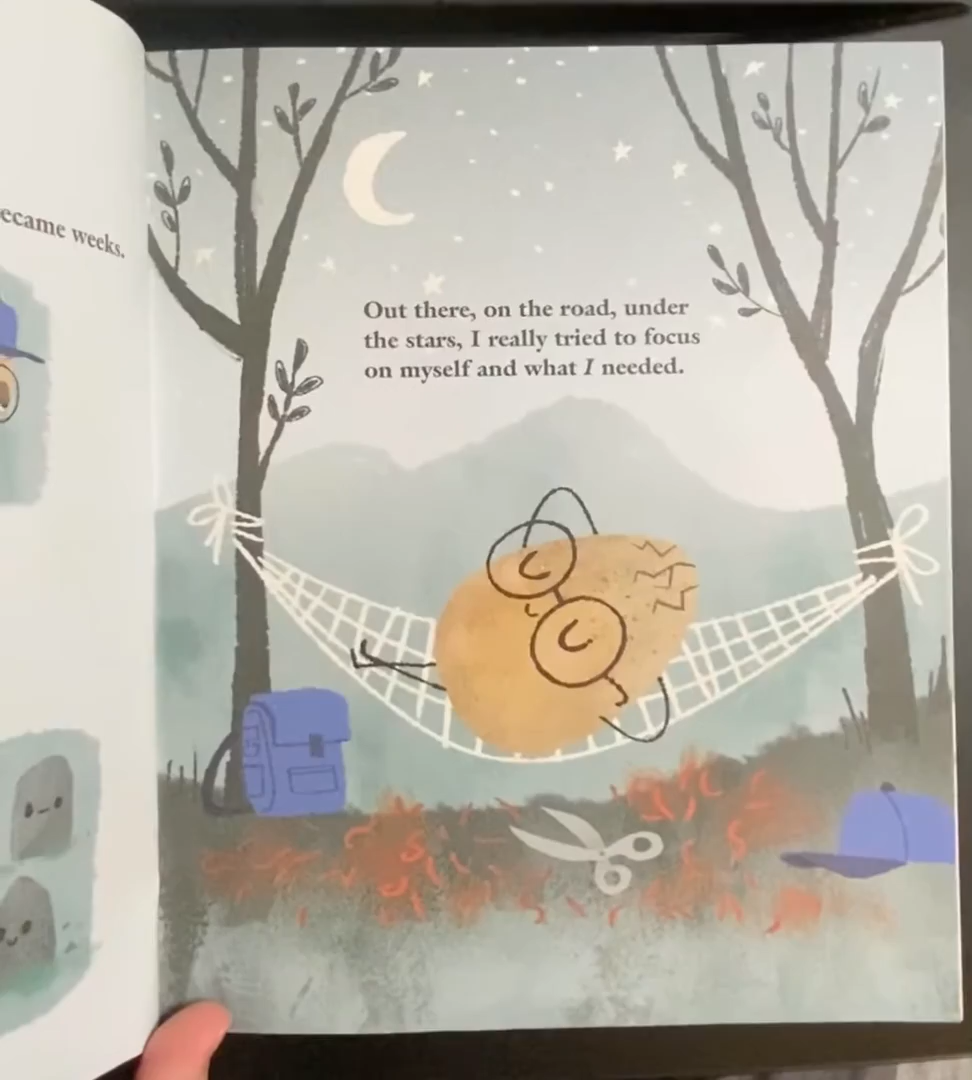 ecame weeks.
Out there, on the road, under
the stars, I really tried to focus
on myself and what I needed.